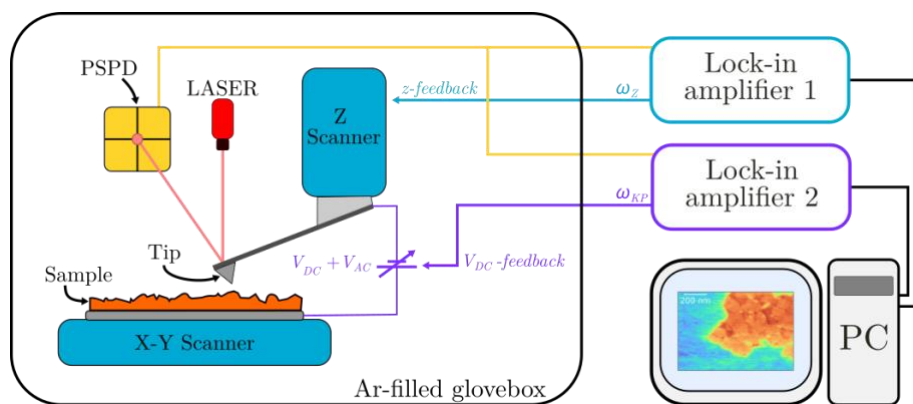 PSPD
LASER
Z
Scanner
z-feedback
ω_Z
Lock-in
amplifier 1
Lock-in
amplifier 2
ω_KP
Tip
Sample
V_DC + V_AC
V_DC-feedback
X-Y Scanner
Ar-filled glovebox
200 nm
PC